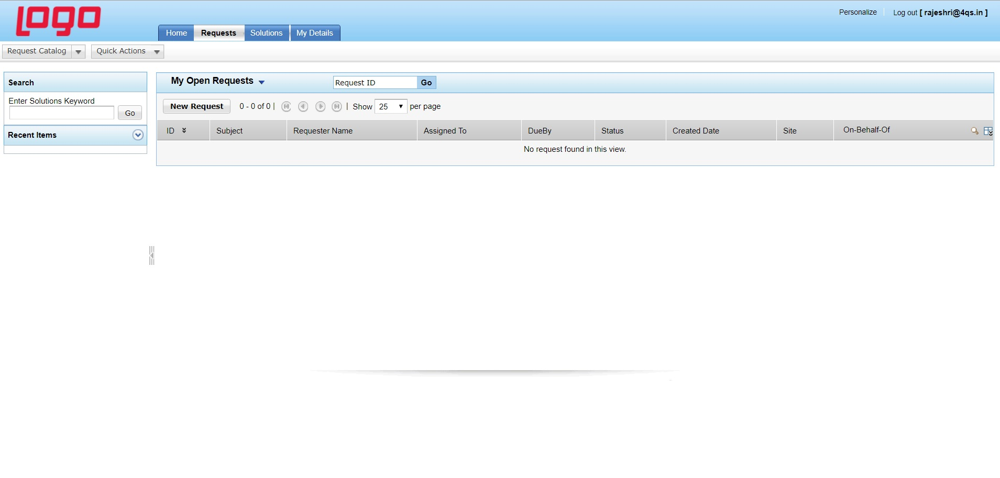 logo
Personalize
Log out [ rajeshri@4qs.in ]
Home
Requests
Solutions
My Details
Request Catalog
Quick Actions
Search
Enter Solutions Keyword
Go
Recent Items
My Open Requests
Request ID
Go
New Request
0 - 0 of 0 |
| Show 25 per page
ID
Subject
Requester Name
Assigned To
DueBy
Status
Created Date
Site
On-Behalf-Of
No request found in this view.